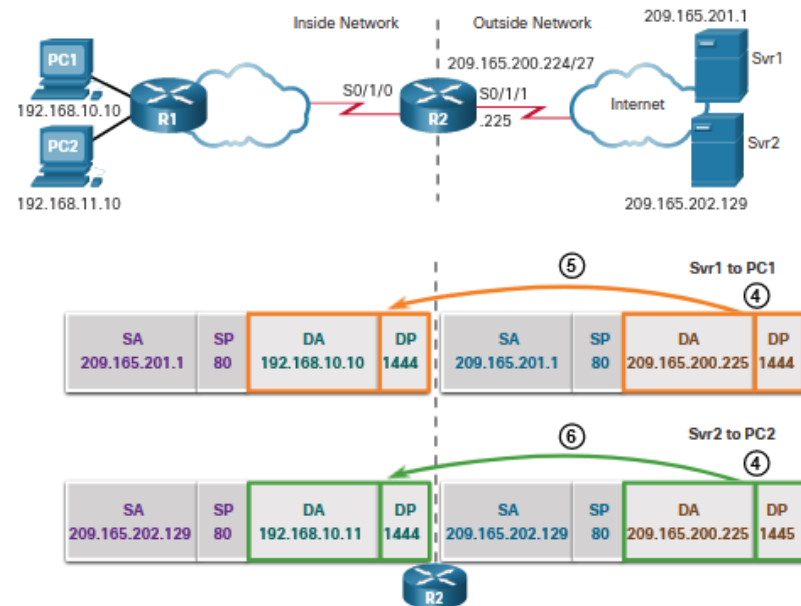 Inside Network
Outside Network
209.165.201.1
PC1
192.168.10.10
R1
S0/1/0
R2
209.165.200.224/27
S0/1/1
.225
Internet
Svr1
PC2
192.168.11.10
Svr2
209.165.202.129
5
Svr1 to PC1
4
SA SP DA DP SA SP DA DP
209.165.201.1 80 192.168.10.10 1444 209.165.201.1 80 209.165.200.225 1444
6
Svr2 to PC2
4
SA SP DA DP SA SP DA DP
209.165.202.129 80 192.168.10.11 1444 209.165.202.129 80 209.165.200.225 1445
R2